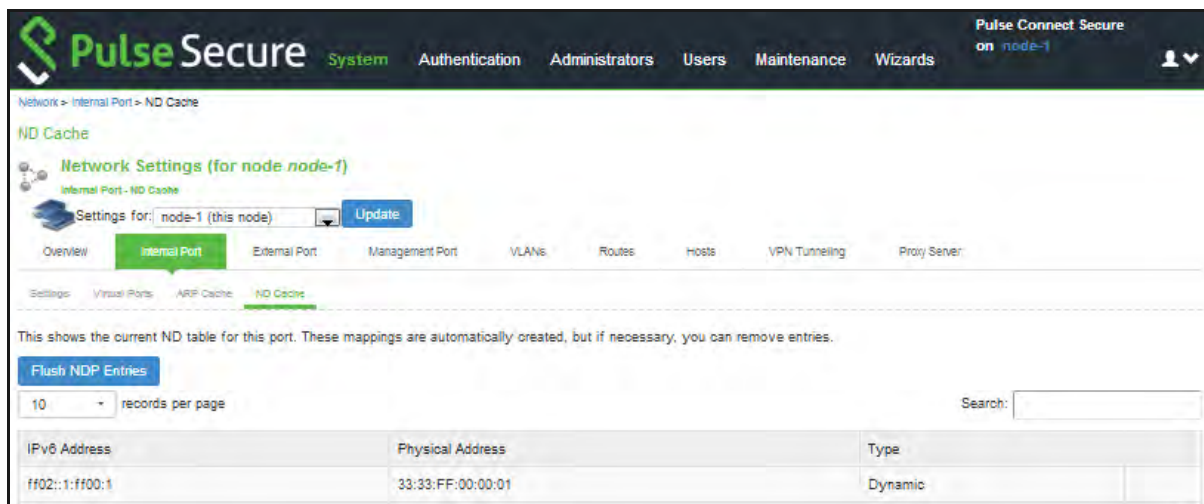 Pulse Secure System Authentication Administrators Users Maintenance Wizards
Pulse Connect Secure
on node-1
Network > Internal Port > ND Cache
ND Cache
Network Settings (for node node-1)
Internal Port - ND Cache
Settings for: node-1 (this node) Update
Overview Internal Port External Port Management Port VLANs Routes Hosts VPN Tunneling Proxy Server
Settings Virtual Ports ARP Cache ND Cache
This shows the current ND table for this port. These mappings are automatically created, but if necessary, you can remove entries.
Flush NDP Entries
10 records per page Search:
IPv6 Address Physical Address Type
ff02::1:ff00:1 33:33:FF:00:00:01 Dynamic